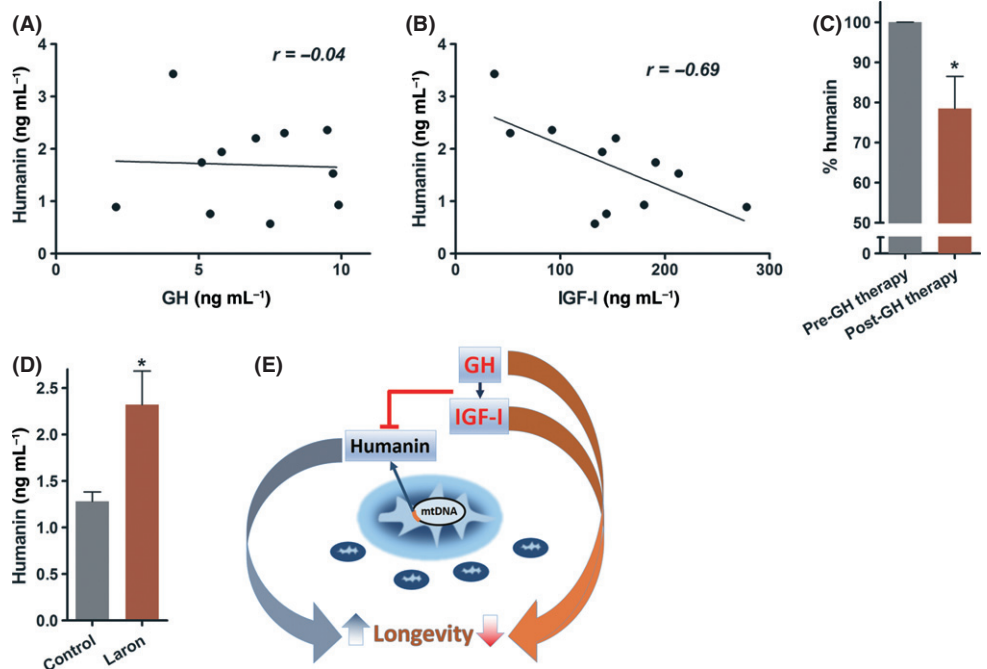 (A)
r = –0.04
Humanin (ng mL⁻¹)
4
3
2
1
0
0
5
10
GH (ng mL⁻¹)
(B)
r = –0.69
Humanin (ng mL⁻¹)
4
3
2
1
0
0
100
200
300
IGF-I (ng mL⁻¹)
(C)
% humanin
100
90
80
70
60
50
0
*
Pre-GH therapy
Post-GH therapy
(D)
Humanin (ng mL⁻¹)
2.5
2.0
1.5
1.0
0.5
0.0
*
Control
Laron
(E)
GH
IGF-I
Humanin
mtDNA
Longevity